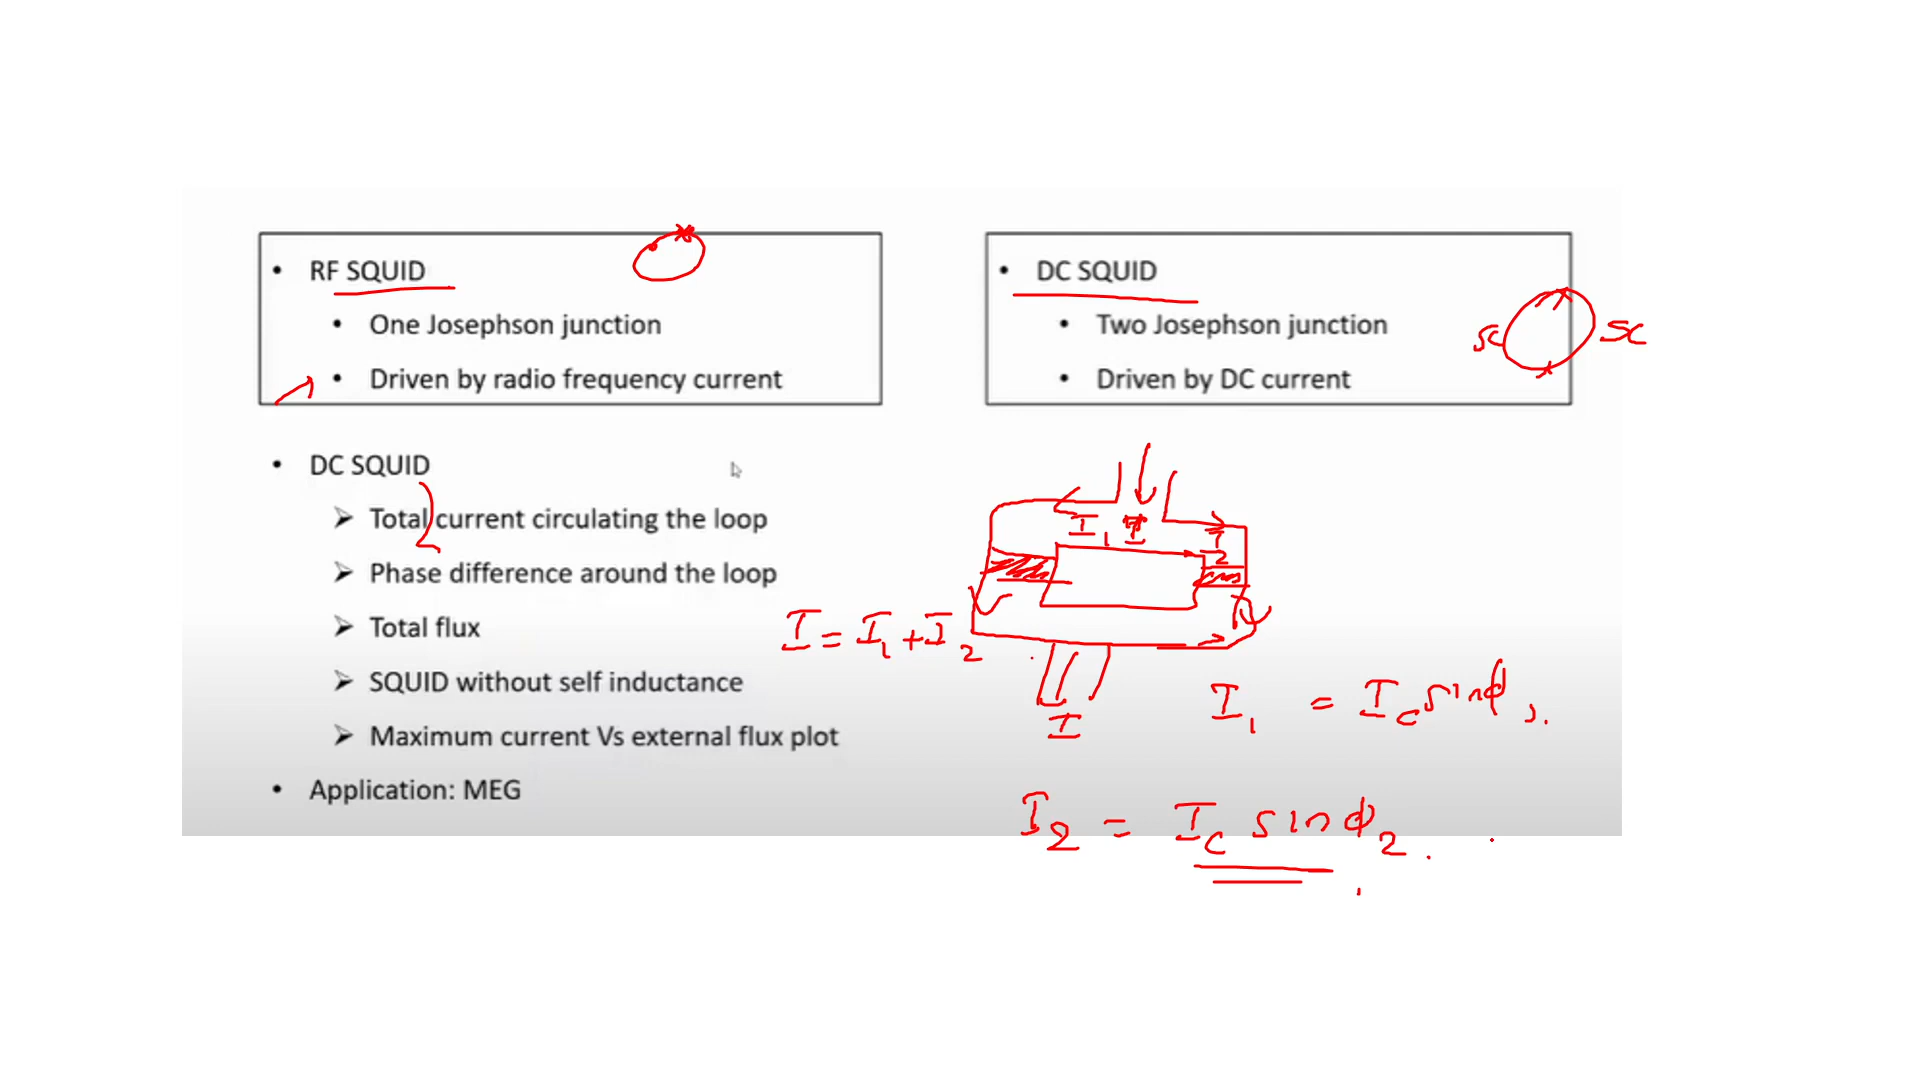 • RF SQUID
• One Josephson junction
• Driven by radio frequency current
• DC SQUID
• Two Josephson junction
• Driven by DC current
SC SC
• DC SQUID
➢ Total current circulating the loop
➢ Phase difference around the loop
➢ Total flux
➢ SQUID without self inductance
➢ Maximum current Vs external flux plot
• Application: MEG
I₁ I I₂
I = I₁ + I₂
I
I₁ = I_c sinϕ₁.
I₂ = I_c sinϕ₂.